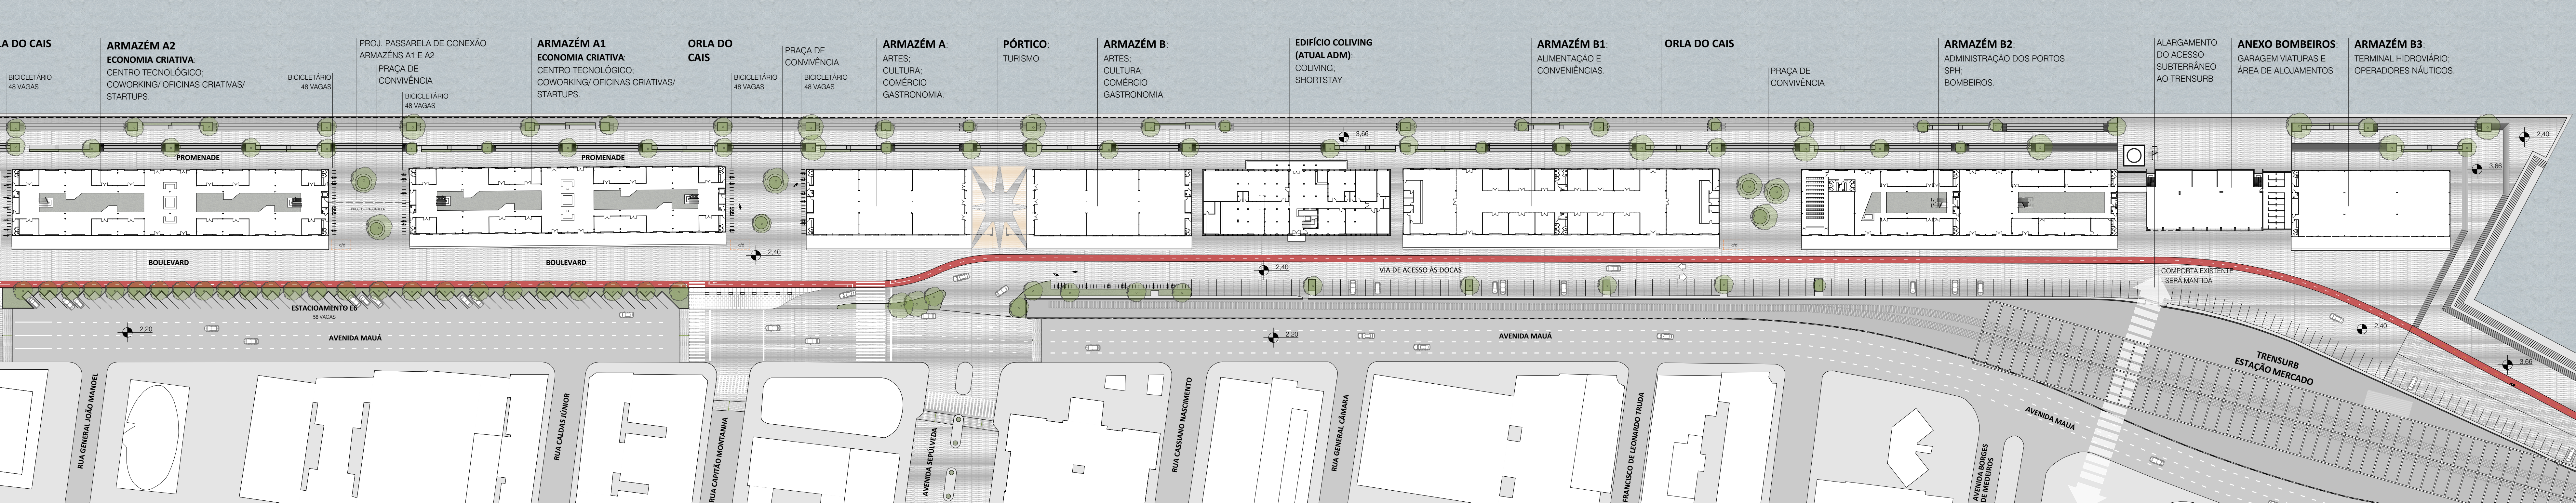 LA DO CAIS
BICICLETÁRIO
48 VAGAS
ARMAZÉM A2
ECONOMIA CRIATIVA:
CENTRO TECNOLÓGICO;
COWORKING/ OFICINAS CRIATIVAS/
STARTUPS.
BICICLETÁRIO
48 VAGAS
PROJ. PASSARELA DE CONEXÃO
ARMAZÉNS A1 E A2
PRAÇA DE
CONVIVÊNCIA
BICICLETÁRIO
48 VAGAS
ARMAZÉM A1
ECONOMIA CRIATIVA:
CENTRO TECNOLÓGICO;
COWORKING/ OFICINAS CRIATIVAS/
STARTUPS.
ORLA DO
CAIS
BICICLETÁRIO
48 VAGAS
PRAÇA DE
CONVIVÊNCIA
BICICLETÁRIO
48 VAGAS
ARMAZÉM A:
ARTES;
CULTURA;
COMÉRCIO
GASTRONOMIA.
PÓRTICO:
TURISMO
ARMAZÉM B:
ARTES;
CULTURA;
COMÉRCIO
GASTRONOMIA.
EDIFÍCIO COLIVING
(ATUAL ADM):
COLIVING;
SHORTSTAY
ARMAZÉM B1:
ALIMENTAÇÃO E
CONVENIÊNCIAS.
ORLA DO CAIS
PRAÇA DE
CONVIVÊNCIA
ARMAZÉM B2:
ADMINISTRAÇÃO DOS PORTOS
SPH;
BOMBEIROS.
ALARGAMENTO
DO ACESSO
SUBTERRÂNEO
AO TRENSURB
ANEXO BOMBEIROS:
GARAGEM VIATURAS E
ÁREA DE ALOJAMENTOS
ARMAZÉM B3:
TERMINAL HIDROVIÁRIO;
OPERADORES NÁUTICOS.
3,66
2,40
3,66
PROMENADE
PROMENADE
PROJ. DE PASSARELA
BOULEVARD
BOULEVARD
2,40
2,40
VIA DE ACESSO ÀS DOCAS
COMPORTA EXISTENTE
- SERÁ MANTIDA
ESTACIOAMENTO E6
58 VAGAS
2,20
AVENIDA MAUÁ
2,20
AVENIDA MAUÁ
2,40
3,66
TRENSURB
ESTAÇÃO MERCADO
AVENIDA MAUÁ
RUA GENERAL JOÃO MANOEL
RUA CALDAS JÚNIOR
RUA CAPITÃO MONTANHA
AVENIDA SEPÚLVEDA
RUA CASSIANO NASCIMENTO
RUA GENERAL CÂMARA
FRANCISCO DE LEONARDO TRUDA
AVENIDA BORGES
DE MEDEIROS